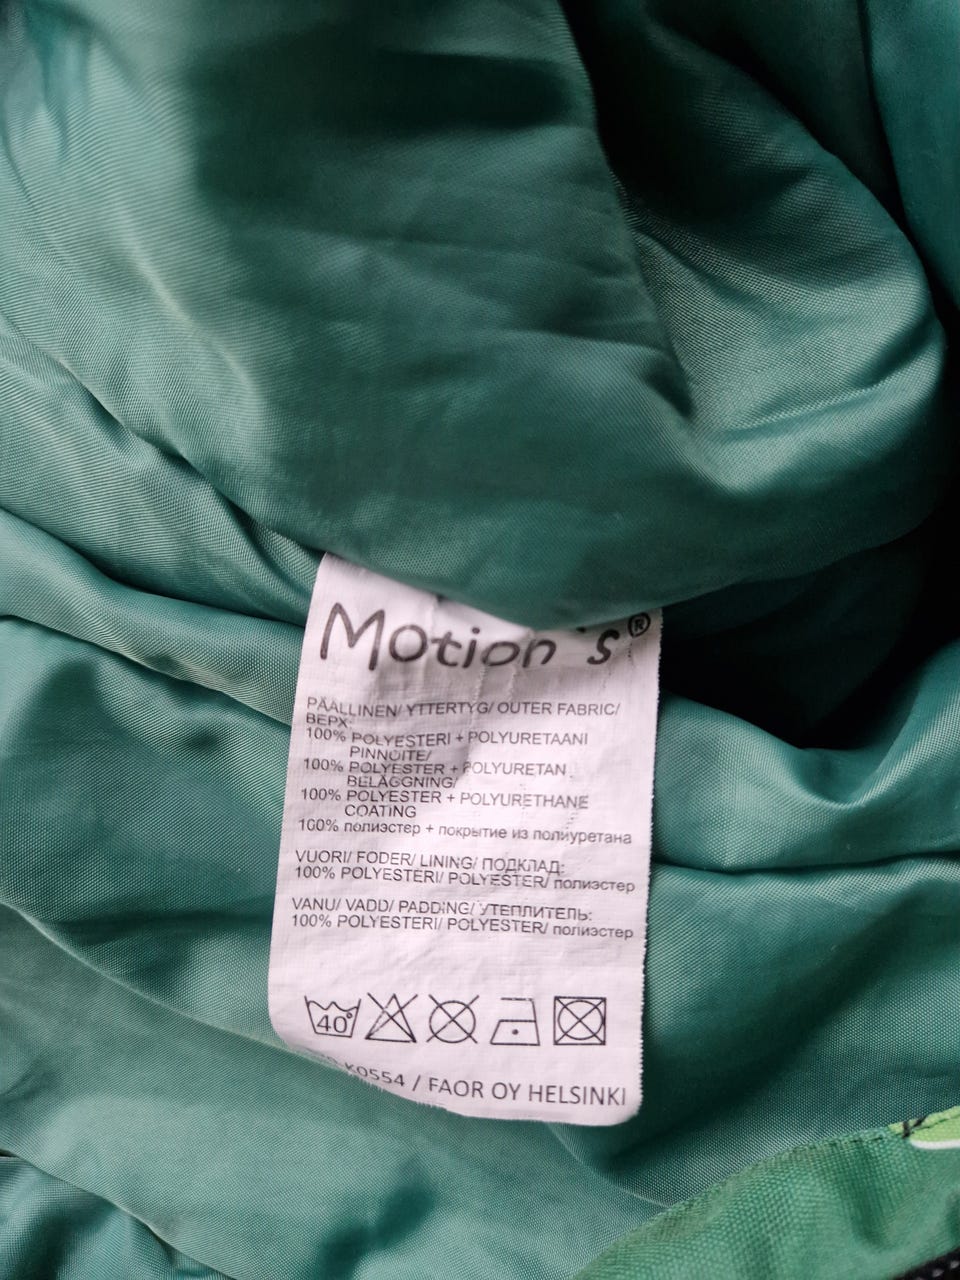 Motion's®
PÄÄLLINEN/ YTTERTYG/ OUTER FABRIC/
ВЕРХ:
100% POLYESTERI + POLYURETAANI
PINNOITE/
100% POLYESTER + POLYURETAN
BELÄGGNING/
100% POLYESTER + POLYURETHANE
COATING
100% полиэстер + покрытие из полиуретана
VUORI/ FODER/ LINING/ ПОДКЛАД:
100% POLYESTERI/ POLYESTER/ полиэстер
VANU/ VADD/ PADDING/ УТЕПЛИТЕЛЬ:
100% POLYESTERI/ POLYESTER/ полиэстер
40°
K0554 / FAOR OY HELSINKI